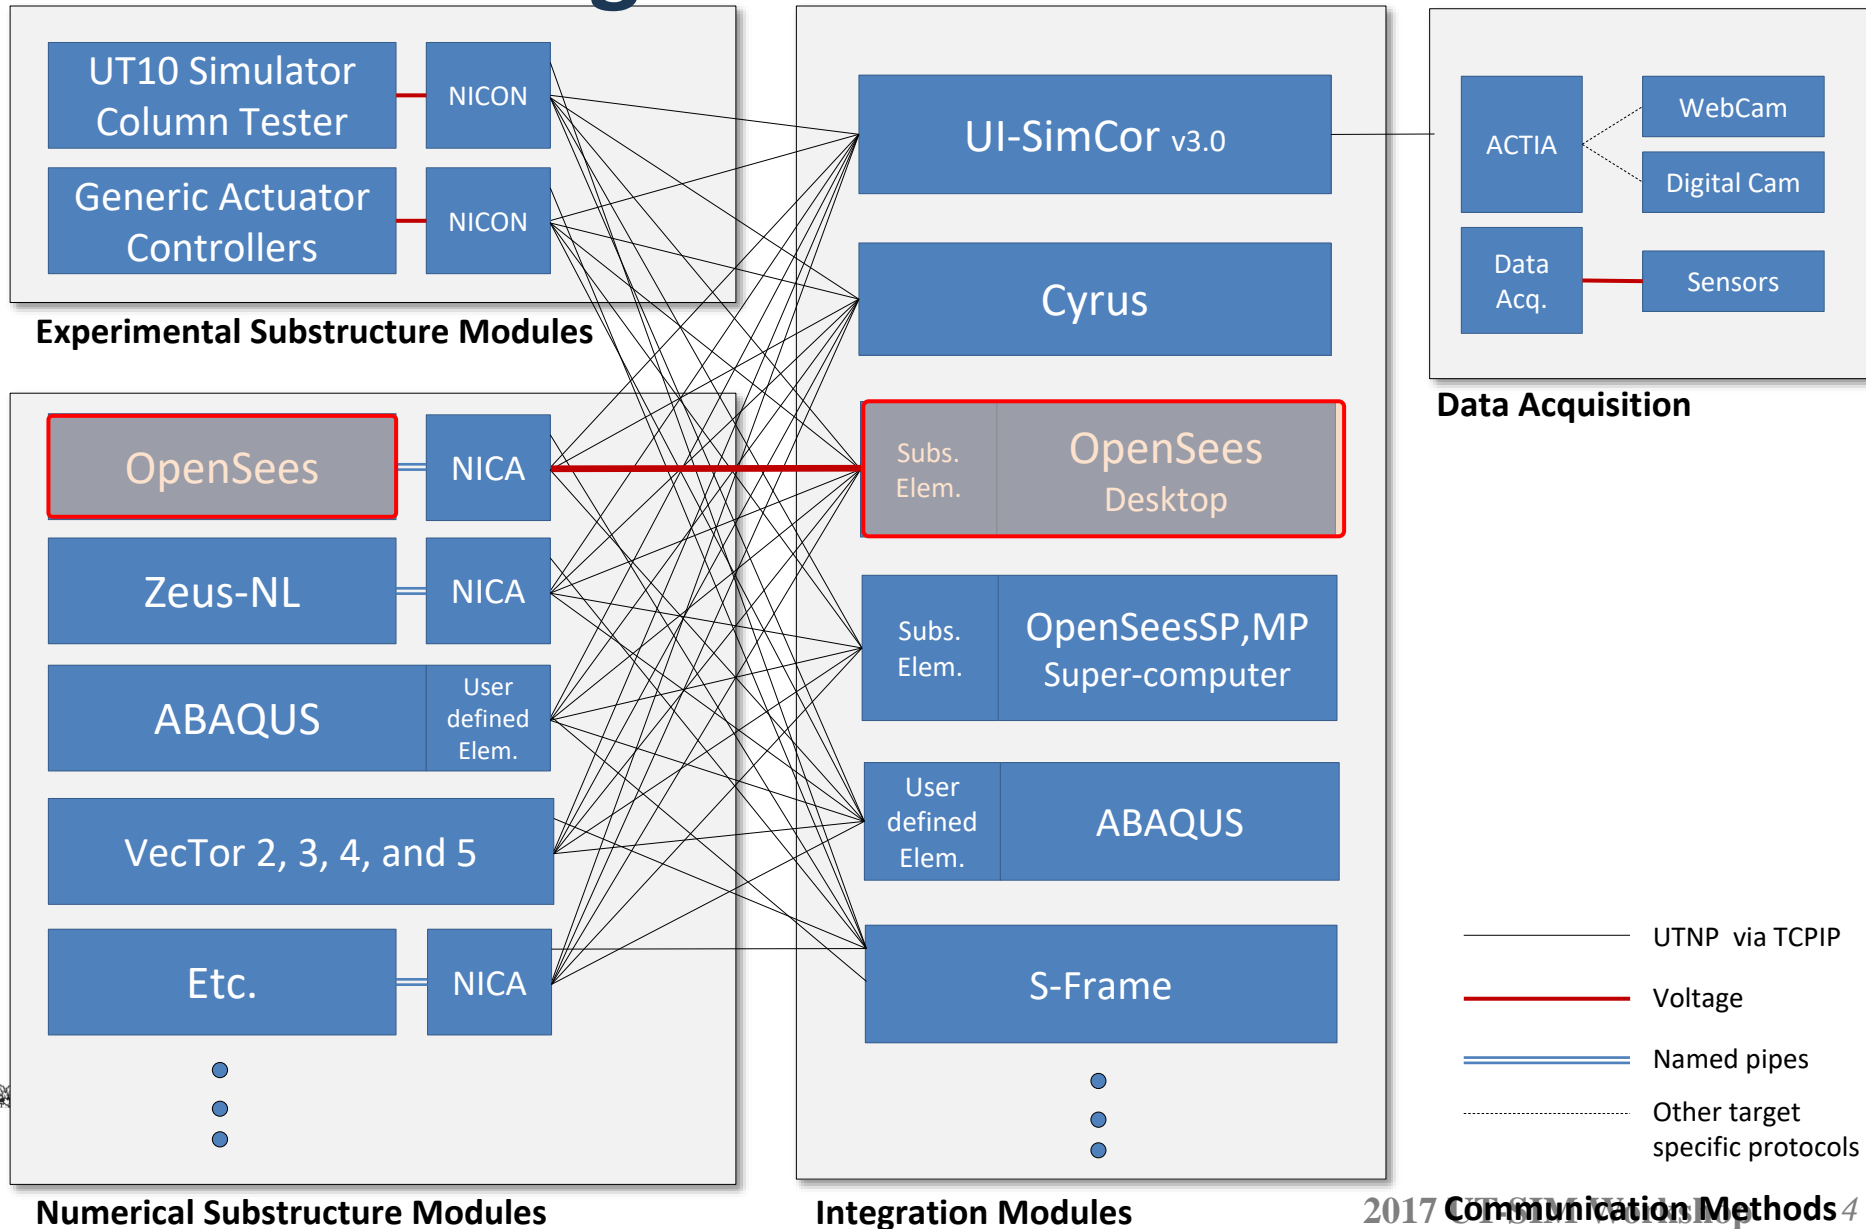 UT10 Simulator
Column Tester
NICON
Generic Actuator
Controllers
NICON
Experimental Substructure Modules
OpenSees
NICA
Zeus-NL
NICA
ABAQUS
User
defined
Elem.
VecTor 2, 3, 4, and 5
Etc.
NICA
Numerical Substructure Modules
UI-SimCor v3.0
Cyrus
Subs.
Elem.
OpenSees
Desktop
Subs.
Elem.
OpenSeesSP,MP
Super-computer
User
defined
Elem.
ABAQUS
S-Frame
Integration Modules
ACTIA
WebCam
Digital Cam
Data
Acq.
Sensors
Data Acquisition
UTNP via TCPIP
Voltage
Named pipes
Other target
specific protocols
Communication Methods
2017 UT-SIM Workshop 4